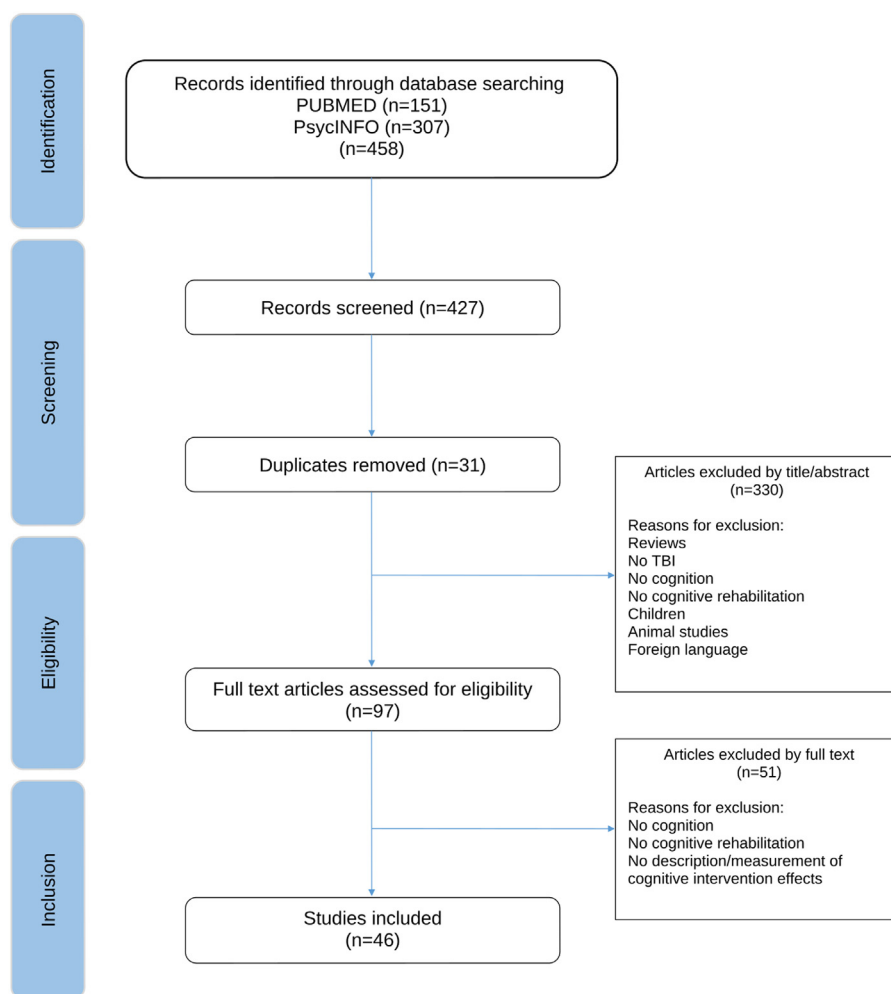 Identification
Records identified through database searching
PUBMED (n=151)
PsycINFO (n=307)
(n=458)
Screening
Records screened (n=427)
Duplicates removed (n=31)
Articles excluded by title/abstract
(n=330)
Reasons for exclusion:
Reviews
No TBI
No cognition
No cognitive rehabilitation
Children
Animal studies
Foreign language
Eligibility
Full text articles assessed for eligibility
(n=97)
Articles excluded by full text
(n=51)
Reasons for exclusion:
No cognition
No cognitive rehabilitation
No description/measurement of
cognitive intervention effects
Inclusion
Studies included
(n=46)